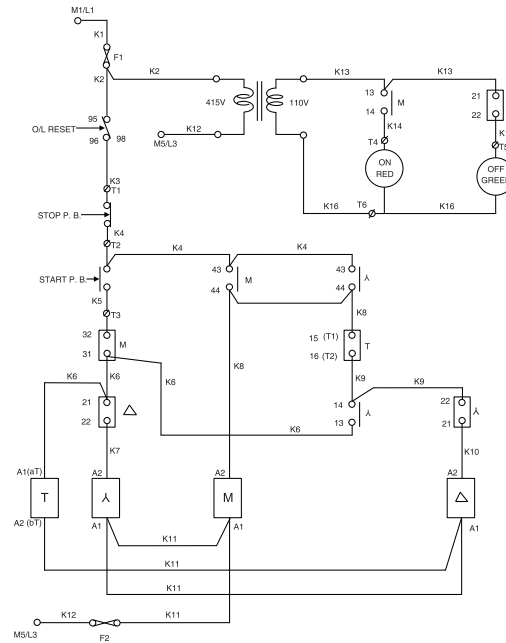 M1/L1
K1
F1
K2 K2 K13 K13
415V 110V
13 M
14
21
22
K14
95
O/L RESET
96 98
K12
M5/L3
T4
T5
ON
RED
OFF
GREEN
K3
T1
K16 T6 K16
STOP P. B.
K4
T2
K4 K4
START P. B.
43 M
44
43 ⅄
44
K5
T3
K8
32 M
31
15 (T1) T
16 (T2)
K8
K6 K6 K6
K9 K9
21
22
△
14 ⅄
13
22 ⅄
21
K6
K7
K10
A1(aT) A2 A2 A2
T ⅄ M △
A2 (bT) A1 A1 A1
K11
K11
K11
K12 K11
M5/L3 F2